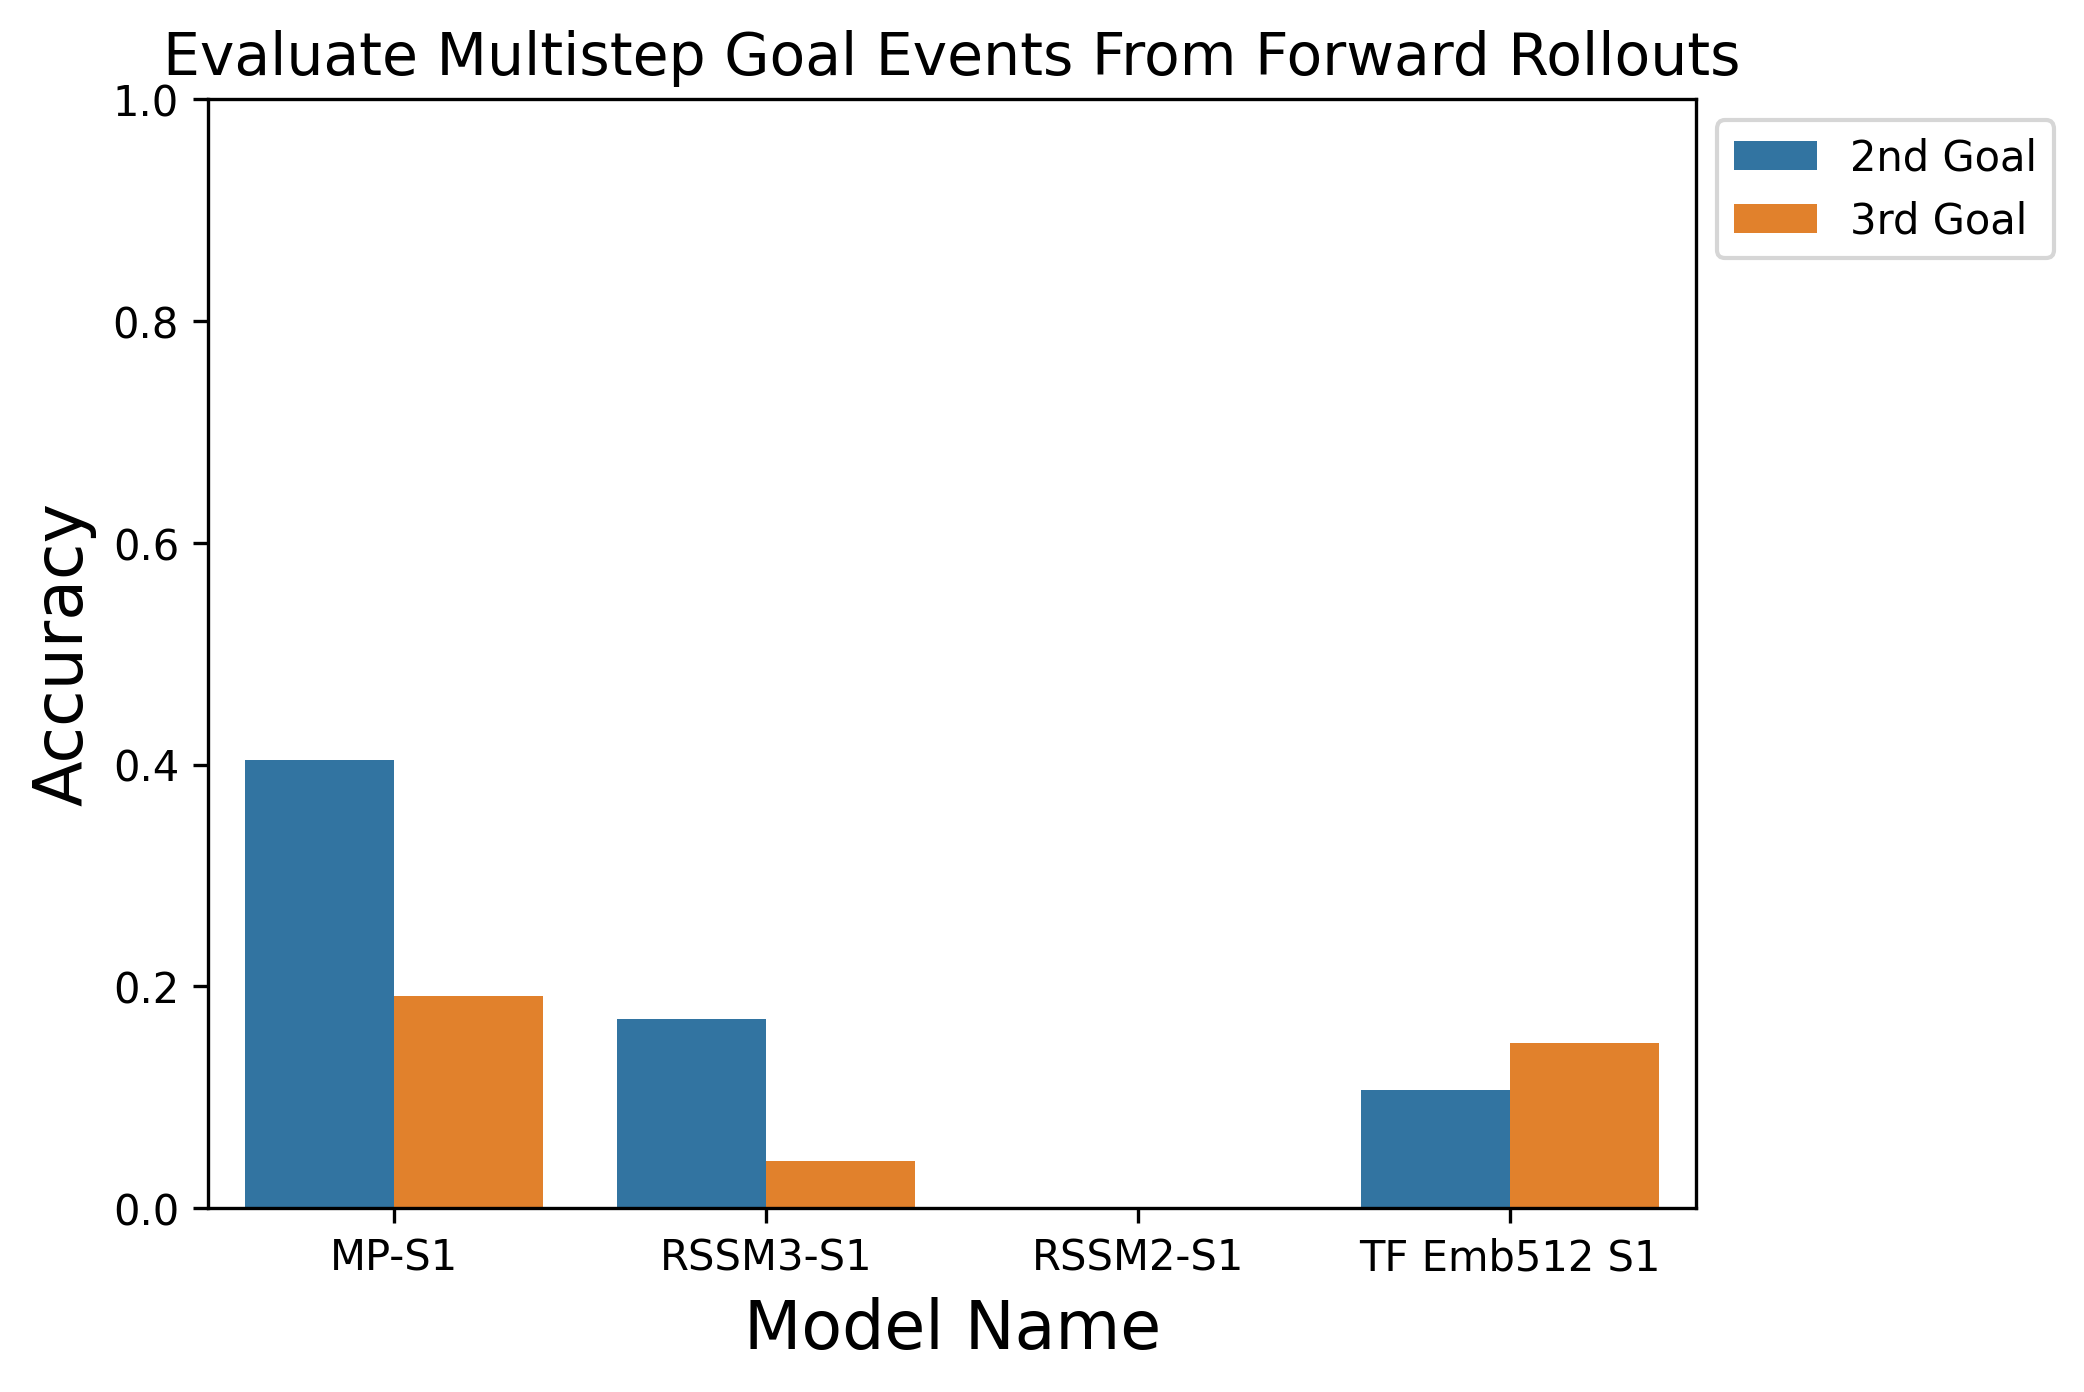 Evaluate Multistep Goal Events From Forward Rollouts
2nd Goal
3rd Goal
Accuracy
1.0
0.8
0.6
0.4
0.2
0.0
MP-S1
RSSM3-S1
RSSM2-S1
TF Emb512 S1
Model Name